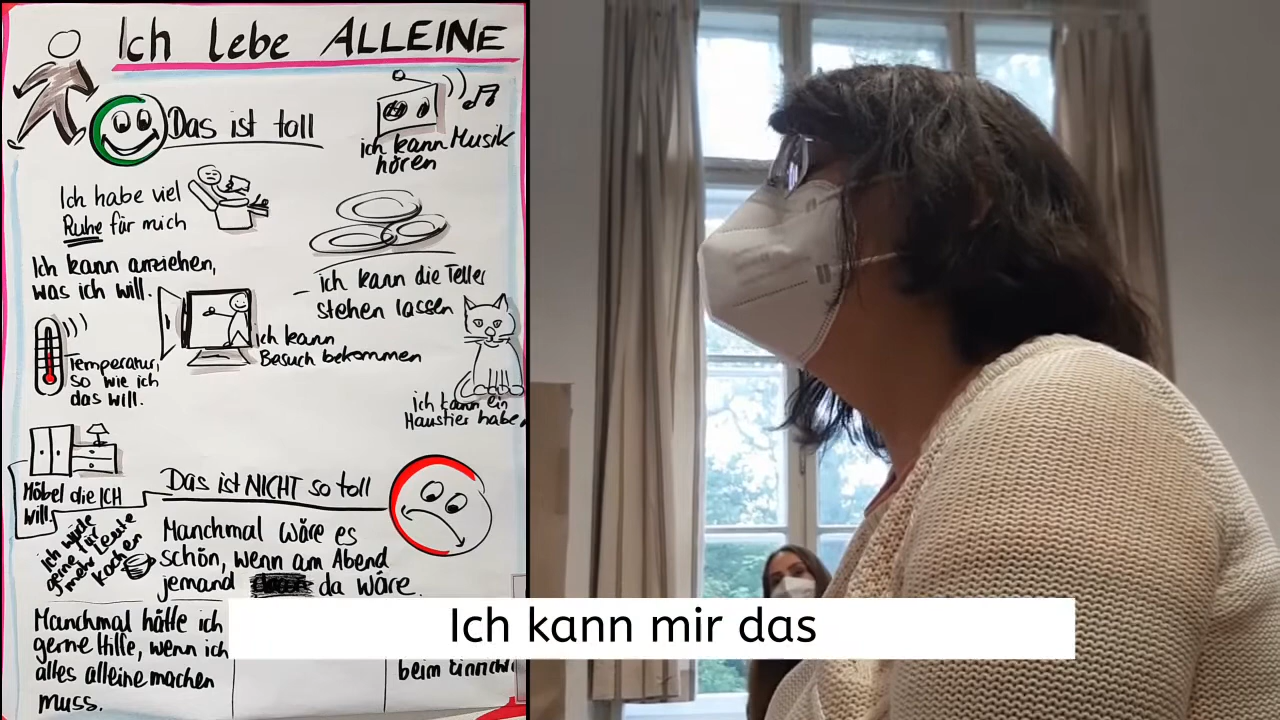 Ich lebe ALLEINE
Das ist toll
ich kann Musik
hören
Ich habe viel
Ruhe für mich
Ich kann anziehen,
was ich will.
Ich kann die Teller
stehen lassen
Temperatur,
so wie ich
das will.
ich kann
Besuch bekommen
Ich kann ein
Haustier haben
Möbel die ICH
will.
Das ist NICHT so toll
Ich würde
gerne für
mehr Leute
kochen
Manchmal wäre es
schön, wenn am Abend
jemand da wäre.
Manchmal hätte ich
gerne Hilfe, wenn ich
alles alleine machen
muss.
beim
Ich kann mir das